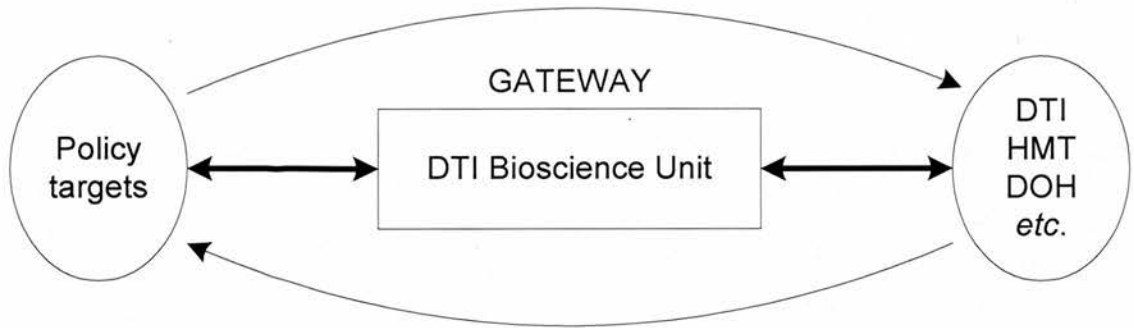 GATEWAY
Policy
targets
DTI Bioscience Unit
DTI
HMT
DOH
etc.